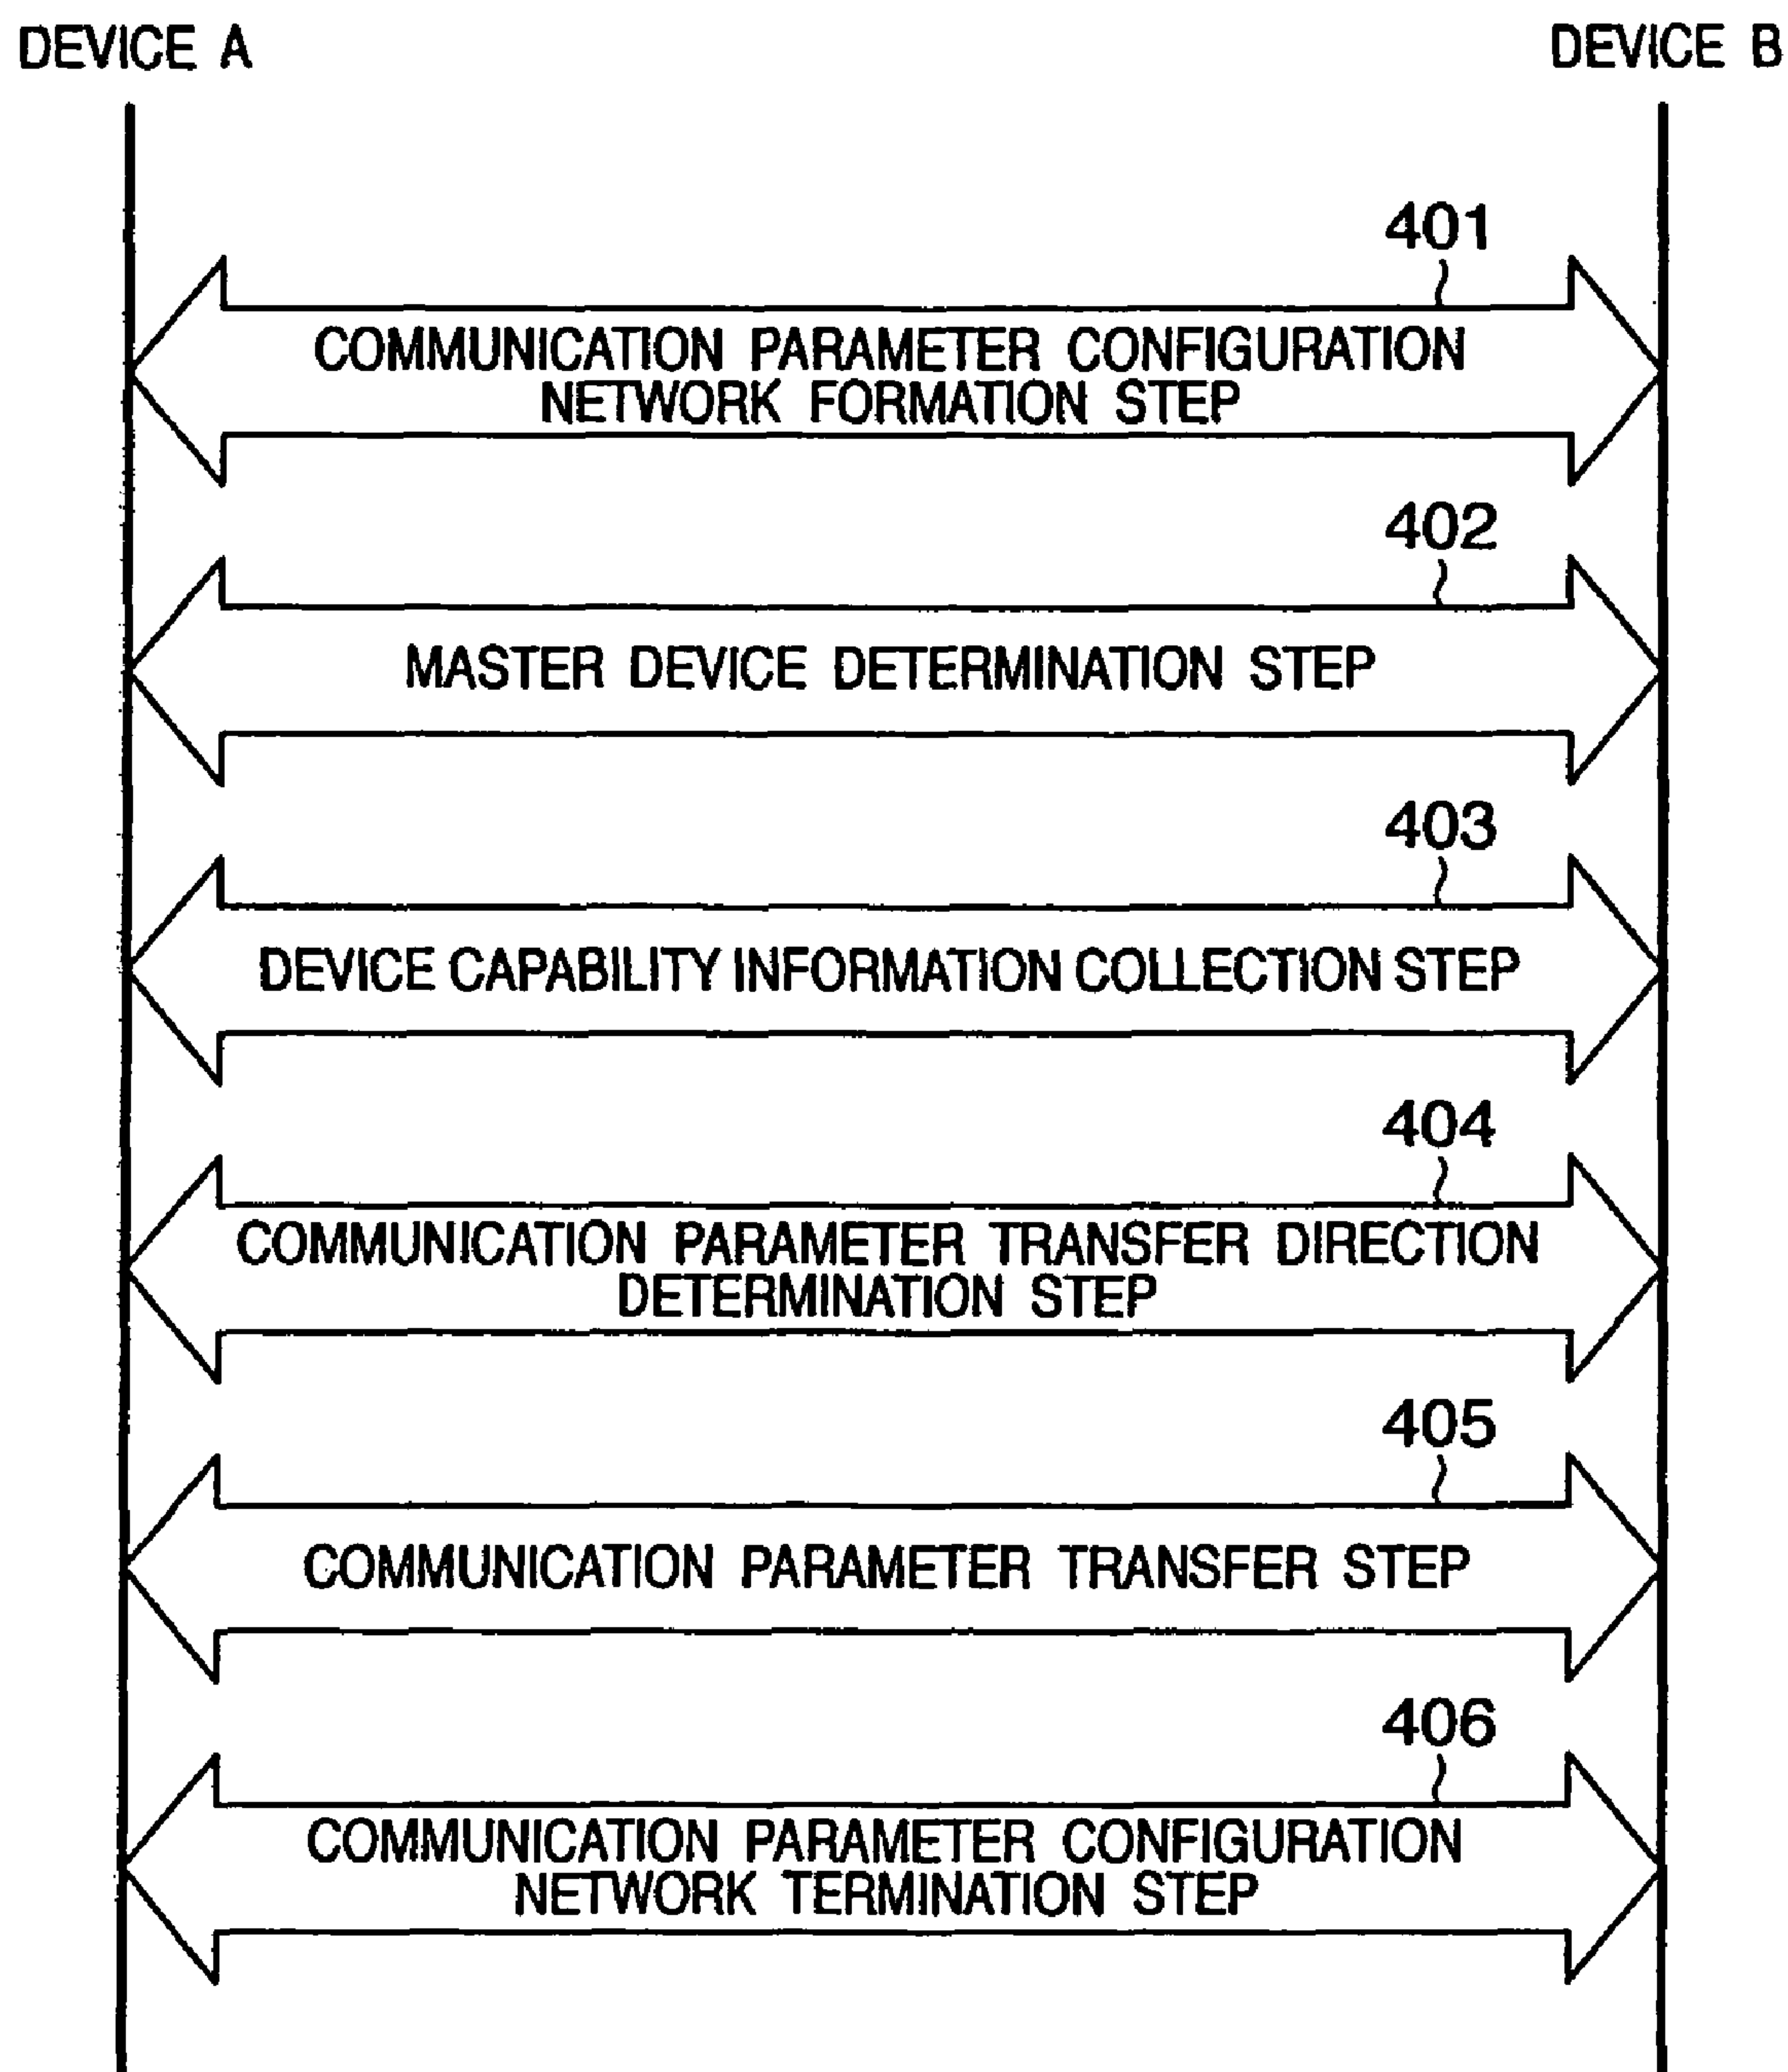 DEVICE A
DEVICE B
401
COMMUNICATION PARAMETER CONFIGURATION
NETWORK FORMATION STEP
402
MASTER DEVICE DETERMINATION STEP
403
DEVICE CAPABILITY INFORMATION COLLECTION STEP
404
COMMUNICATION PARAMETER TRANSFER DIRECTION
DETERMINATION STEP
405
COMMUNICATION PARAMETER TRANSFER STEP
406
COMMUNICATION PARAMETER CONFIGURATION
NETWORK TERMINATION STEP